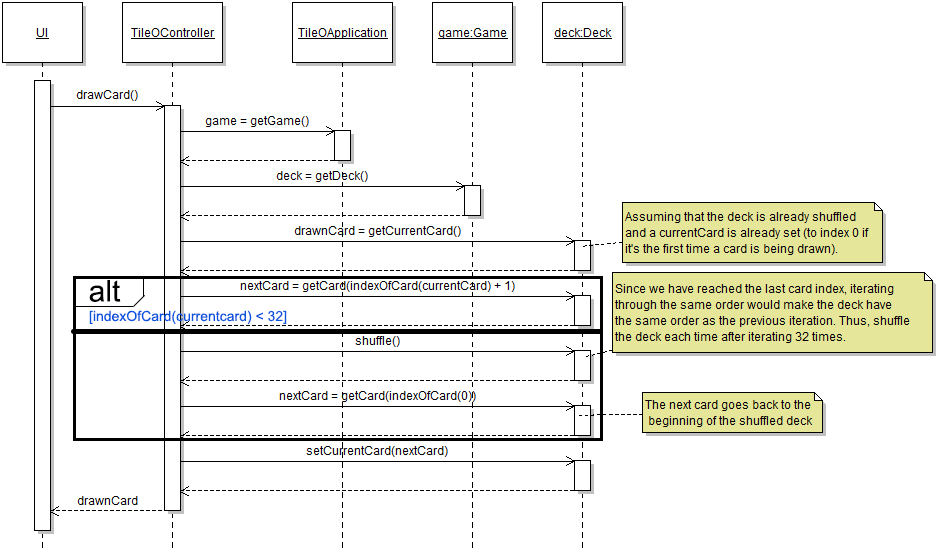 UI
TileOController
TileOApplication
game:Game
deck:Deck
drawCard()
game = getGame()
deck = getDeck()
drawnCard = getCurrentCard()
Assuming that the deck is already shuffled
and a currentCard is already set (to index 0 if
it's the first time a card is being drawn).
alt
nextCard = getCard(indexOfCard(currentCard) + 1)
[indexOfCard(currentcard) < 32]
Since we have reached the last card index, iterating
through the same order would make the deck have
the same order as the previous iteration. Thus, shuffle
the deck each time after iterating 32 times.
shuffle()
nextCard = getCard(indexOfCard(0))
The next card goes back to the
beginning of the shuffled deck
setCurrentCard(nextCard)
drawnCard